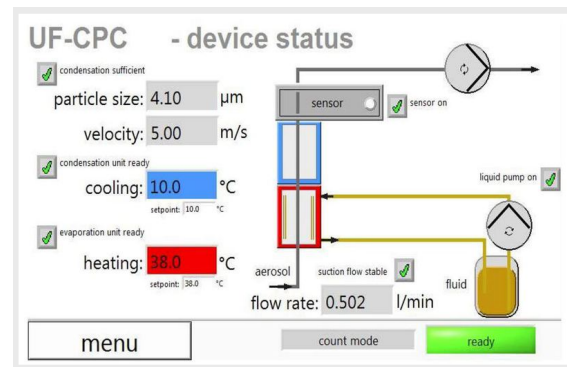 UF-CPC - device status
condensation sufficient
particle size: 4.10 µm
sensor
sensor on
velocity: 5.00 m/s
condensation unit ready
cooling: 10.0 °C
setpoint: 10.0 °C
liquid pump on
evaporation unit ready
heating: 38.0 °C
setpoint: 38.0 °C
aerosol
suction flow stable
fluid
flow rate: 0.502 l/min
menu
count mode
ready